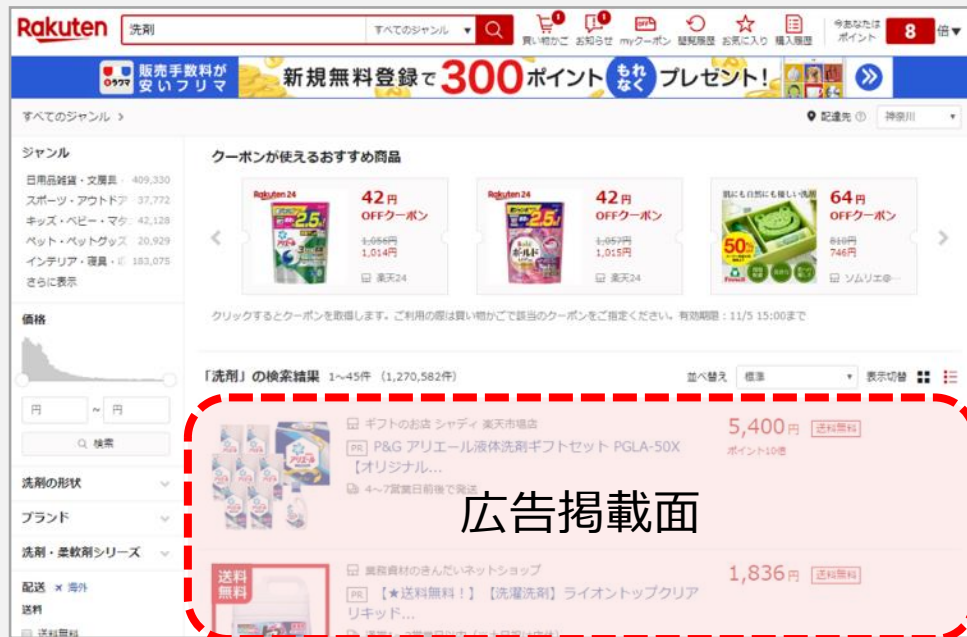 Rakuten
洗剤
すべてのジャンル ▼
買い物かご お知らせ myクーポン 閲覧履歴 お気に入り 購入履歴
今あなたは
ポイント 8 倍▼
販売手数料が
安いフリマ
新規無料登録で300ポイントもれなくプレゼント!
すべてのジャンル >
配達先 神奈川
ジャンル
日用品雑貨・文房具 409,330
スポーツ・アウトドア 37,772
キッズ・ベビー・マタ 42,128
ペット・ペットグッズ 20,929
インテリア・寝具・ 183,075
さらに表示
クーポンが使えるおすすめ商品
Rakuten 24
42円
OFFクーポン
1,056円
1,014円
楽天24
Rakuten 24
42円
OFFクーポン
1,057円
1,015円
楽天24
肌にも自然にも優しい洗剤
50%
64円
OFFクーポン
810円
746円
ソムリエ@…
クリックするとクーポンを取得します。ご利用の際は買い物かごで該当のクーポンをご指定ください。有効期限:11/5 15:00まで
価格
円 ~ 円
検索
洗剤の形状
ブランド
洗剤・柔軟剤シリーズ
配送 × 海外
送料
送料無料
「洗剤」の検索結果 1~45件 (1,270,582件)
並べ替え 標準
表示切替
ギフトのお店 シャディ 楽天市場店
PR P&G アリエール液体洗剤ギフトセット PGLA-50X
【オリジナル...
4~7営業日前後で発送
5,400円 送料無料
ポイント10倍
広告掲載面
送料
無料
業務資材のきんだいネットショップ
PR 【★送料無料!】【洗濯洗剤】ライオントップクリア
リキッド...
1,836円 送料無料